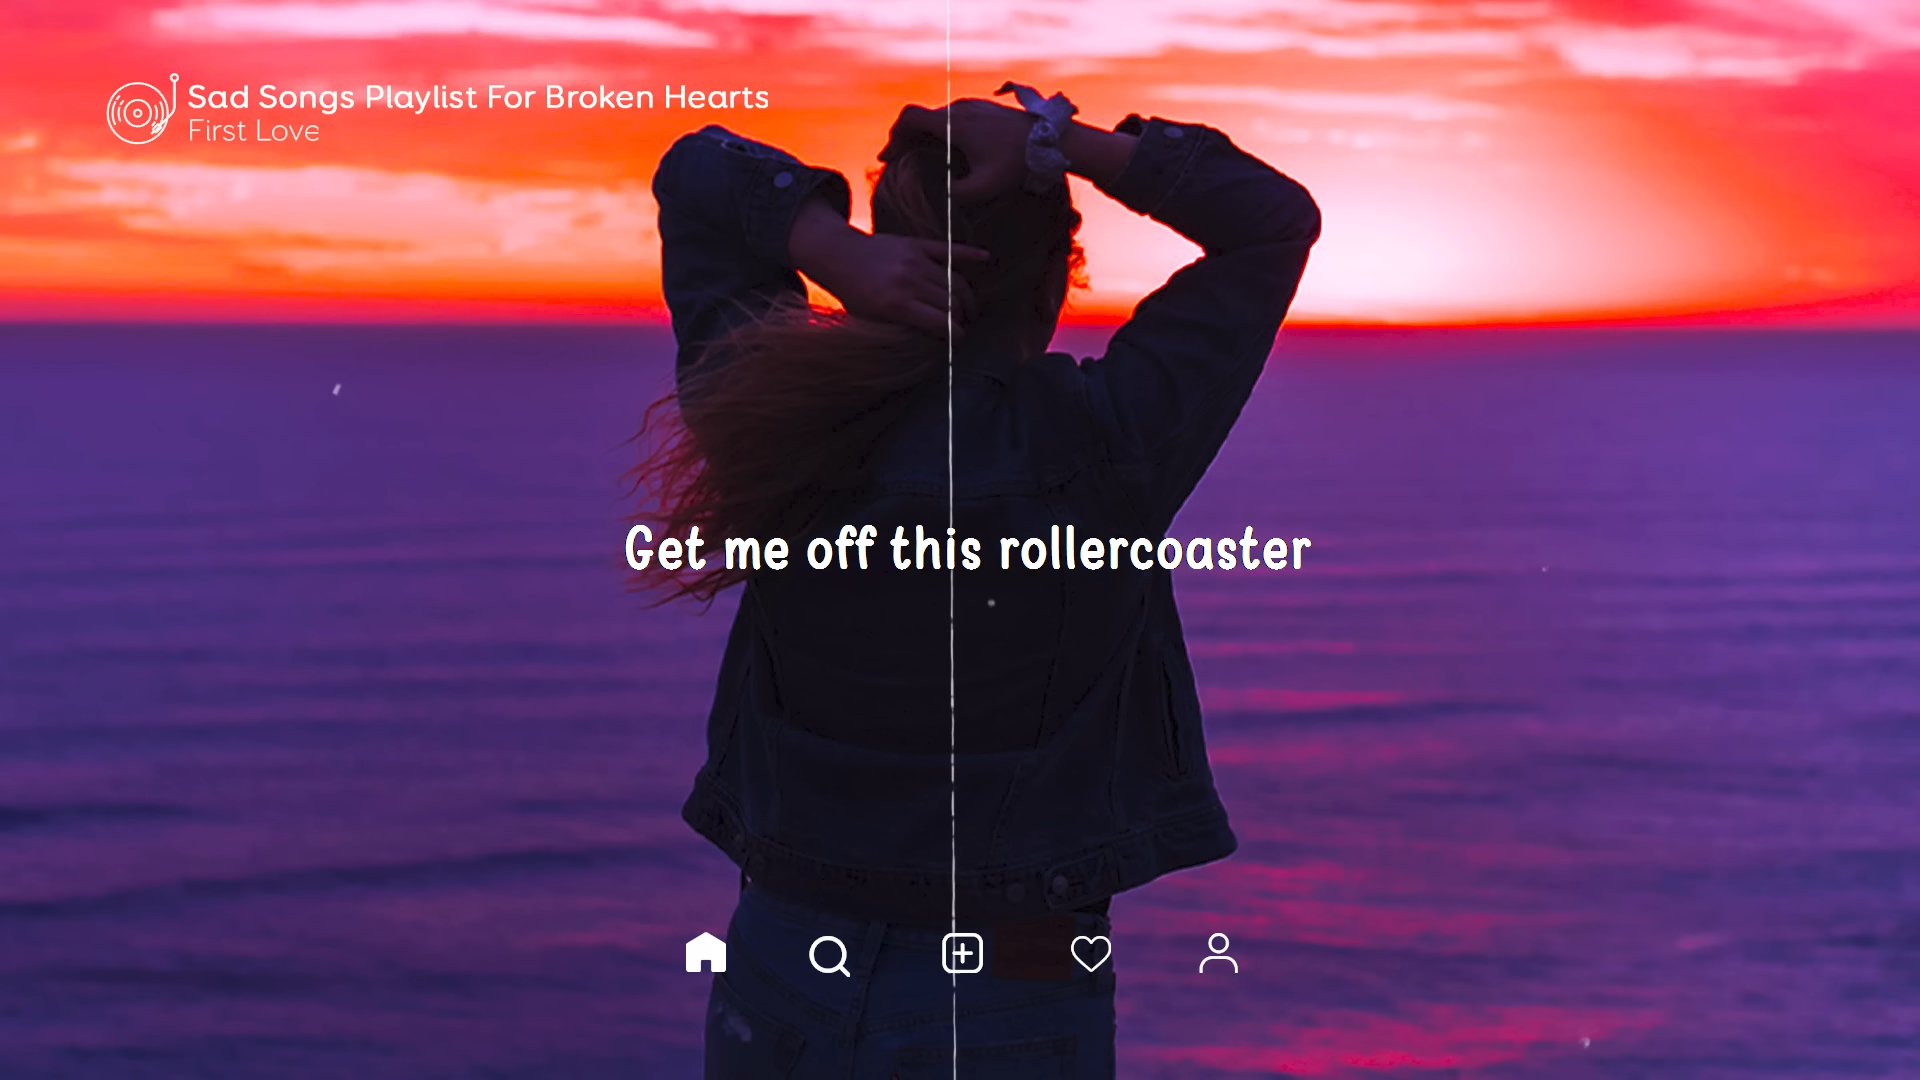 Sad Songs Playlist For Broken Hearts
First Love
Get me off this rollercoaster